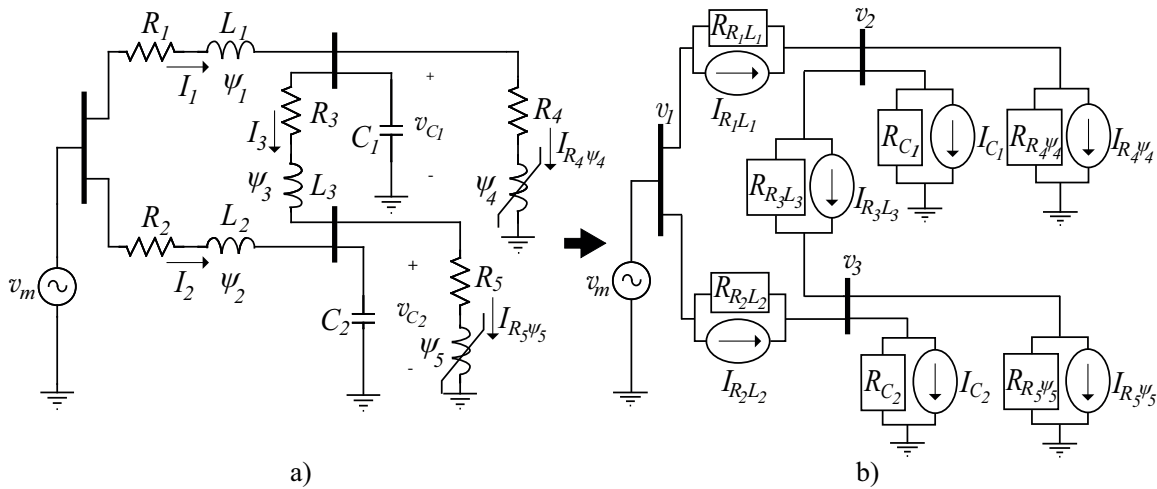 R1 L1
I1 ψ1
R3
I3
ψ3 L3
C1
+
vC1
-
R4
IR4ψ4
ψ4
R2 L2
I2 ψ2
vm
C2
+
vC2
-
R5
IR5ψ5
ψ5
a)
RR1L1
IR1L1
v1
v2
RR3L3
IR3L3
RC1
IC1
RR4ψ4
IR4ψ4
vm
RR2L2
IR2L2
v3
RC2
IC2
RR5ψ5
IR5ψ5
b)